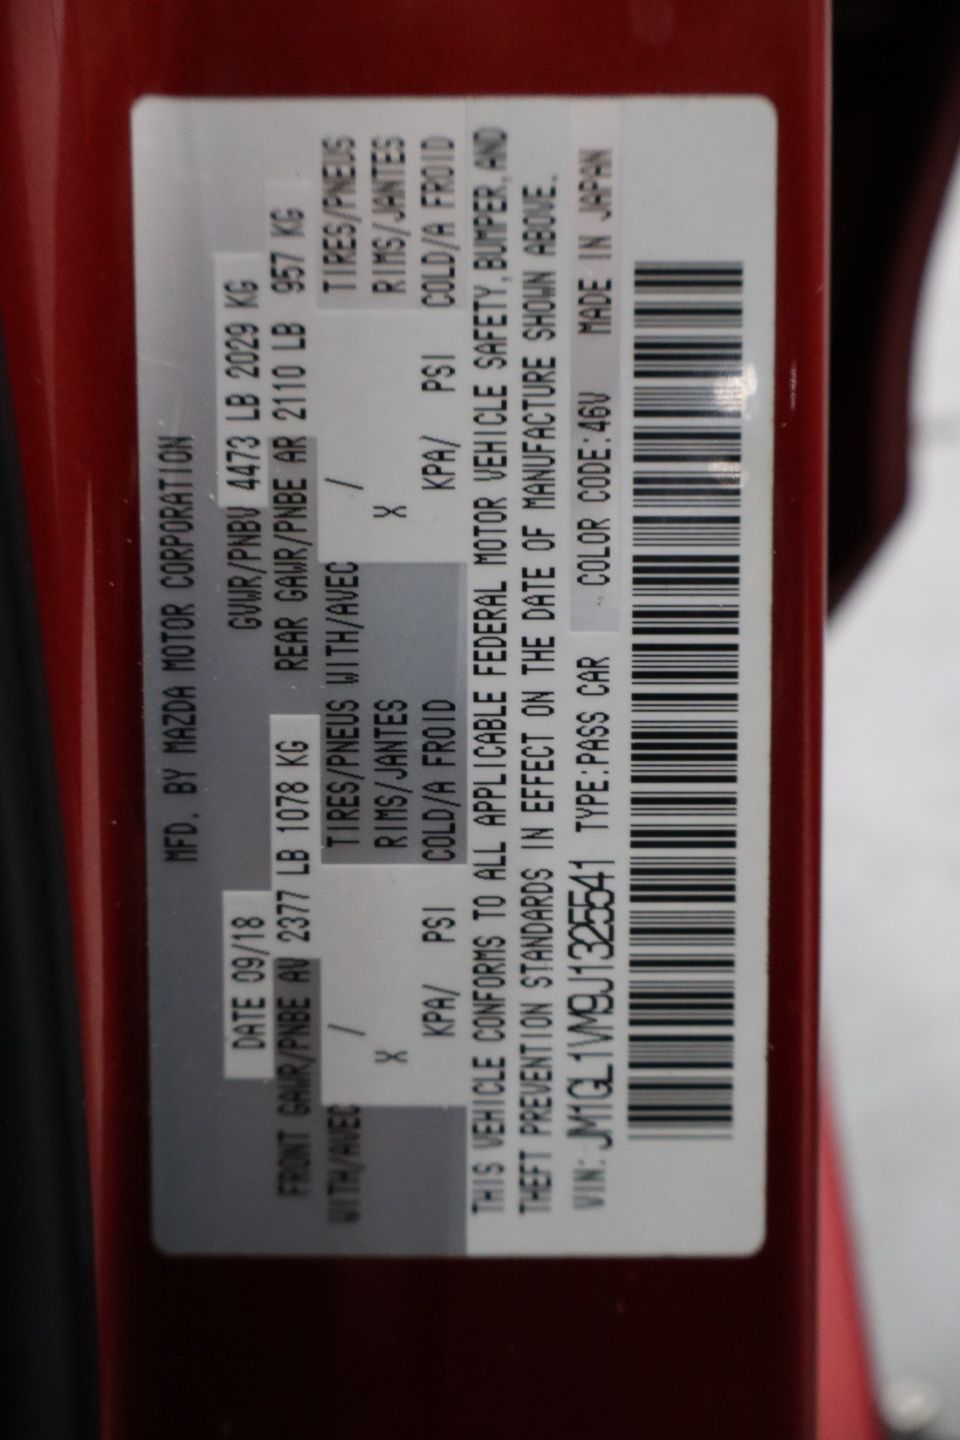 MFD. BY MAZDA MOTOR CORPORATION
DATE 09/18 GVWR/PNBV 4473 LB 2029 KG
FRONT GAWR/PNBE AV 2377 LB 1078 KG REAR GAWR/PNBE AR 2110 LB 957 KG
WITH/AVEC / TIRES/PNEUS WITH/AVEC / TIRES/PNEUS
X RIMS/JANTES X RIMS/JANTES
KPA/ PSI COLD/A FROID KPA/ PSI COLD/A FROID
THIS VEHICLE CONFORMS TO ALL APPLICABLE FEDERAL MOTOR VEHICLE SAFETY, BUMPER, AND
THEFT PREVENTION STANDARDS IN EFFECT ON THE DATE OF MANUFACTURE SHOWN ABOVE.
VIN: JM1GL1VM9J1325541 TYPE:PASS CAR COLOR CODE:46V MADE IN JAPAN